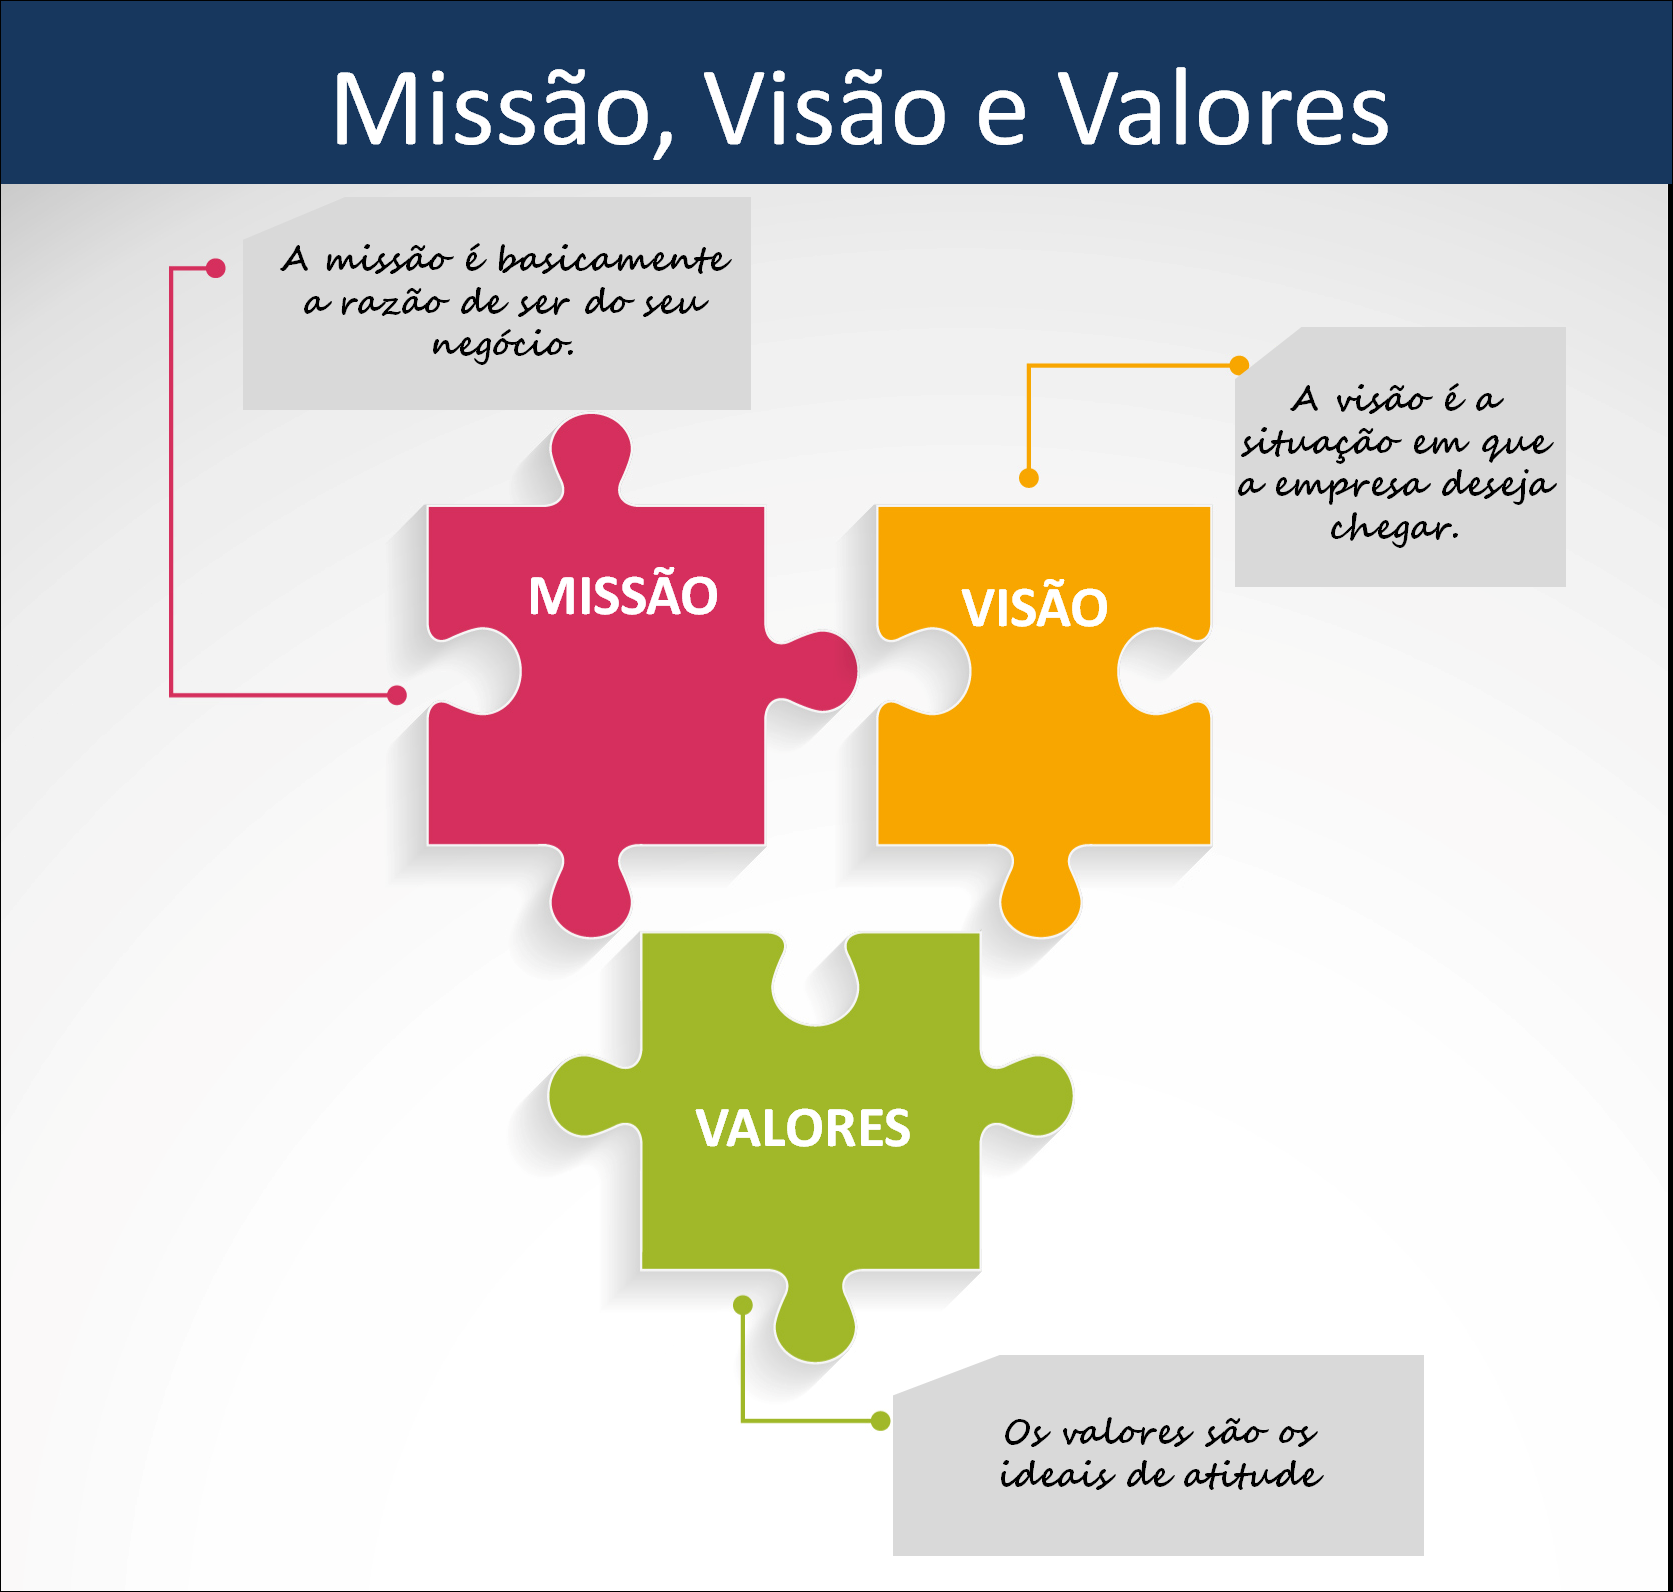 Missão, Visão e Valores
A missão é basicamente
a razão de ser do seu
negócio.
A visão é a
situação em que
a empresa deseja
chegar.
MISSÃO
VISÃO
VALORES
Os valores são os
ideais de atitude